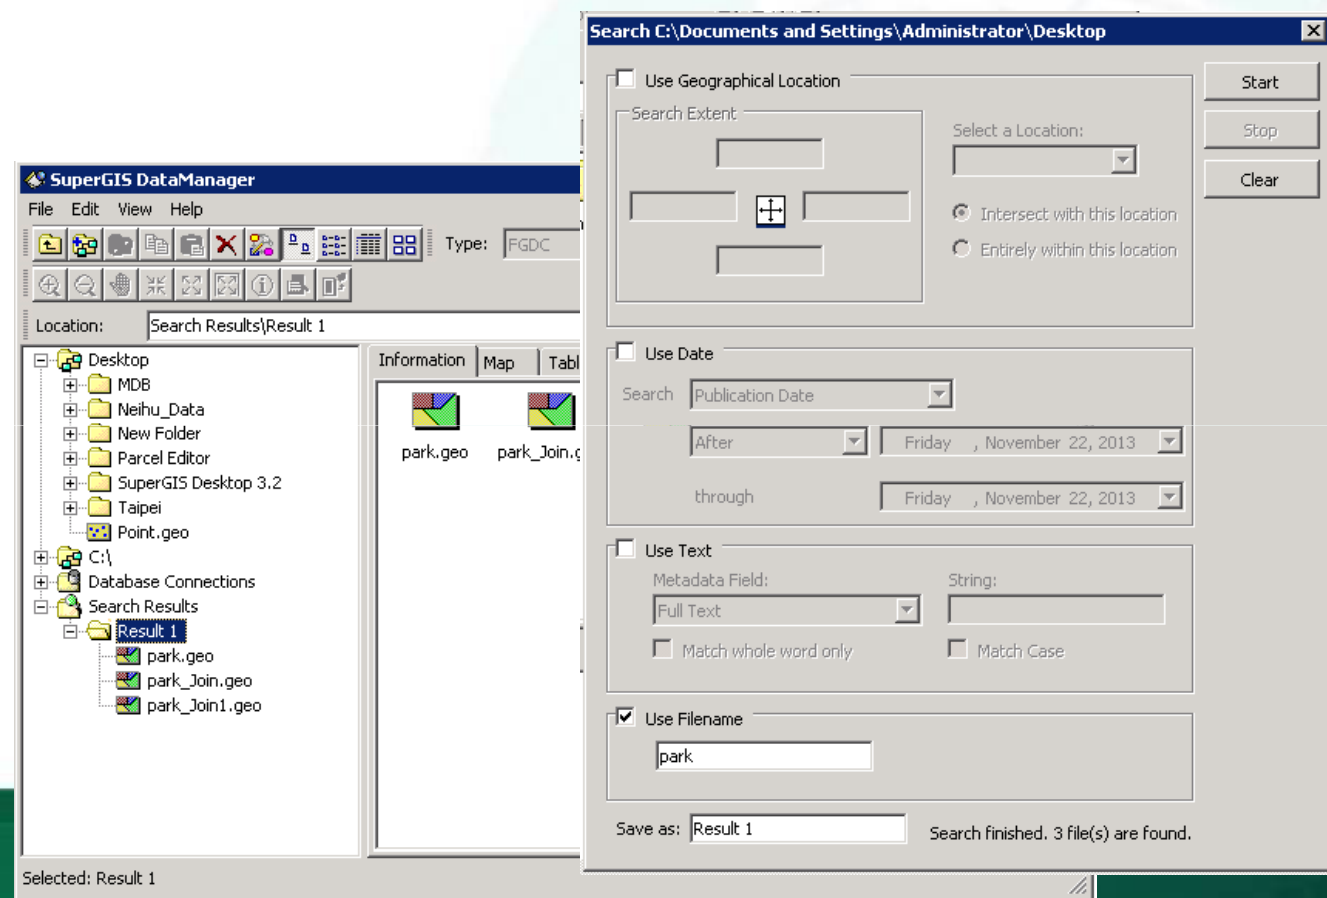 SuperGIS DataManager
File Edit View Help
Type: FGDC
Location: Search Results\Result 1
Desktop
MDB
Neihu_Data
New Folder
Parcel Editor
SuperGIS Desktop 3.2
Taipei
Point.geo
C:\
Database Connections
Search Results
Result 1
park.geo
park_Join.geo
park_Join1.geo
Information Map Tabl
park.geo park_Join.g
Selected: Result 1
Search C:\Documents and Settings\Administrator\Desktop
Use Geographical Location
Search Extent
Select a Location:
Intersect with this location
Entirely within this location
Start
Stop
Clear
Use Date
Search Publication Date
After Friday , November 22, 2013
through Friday , November 22, 2013
Use Text
Metadata Field: String:
Full Text
Match whole word only Match Case
Use Filename
park
Save as: Result 1 Search finished. 3 file(s) are found.